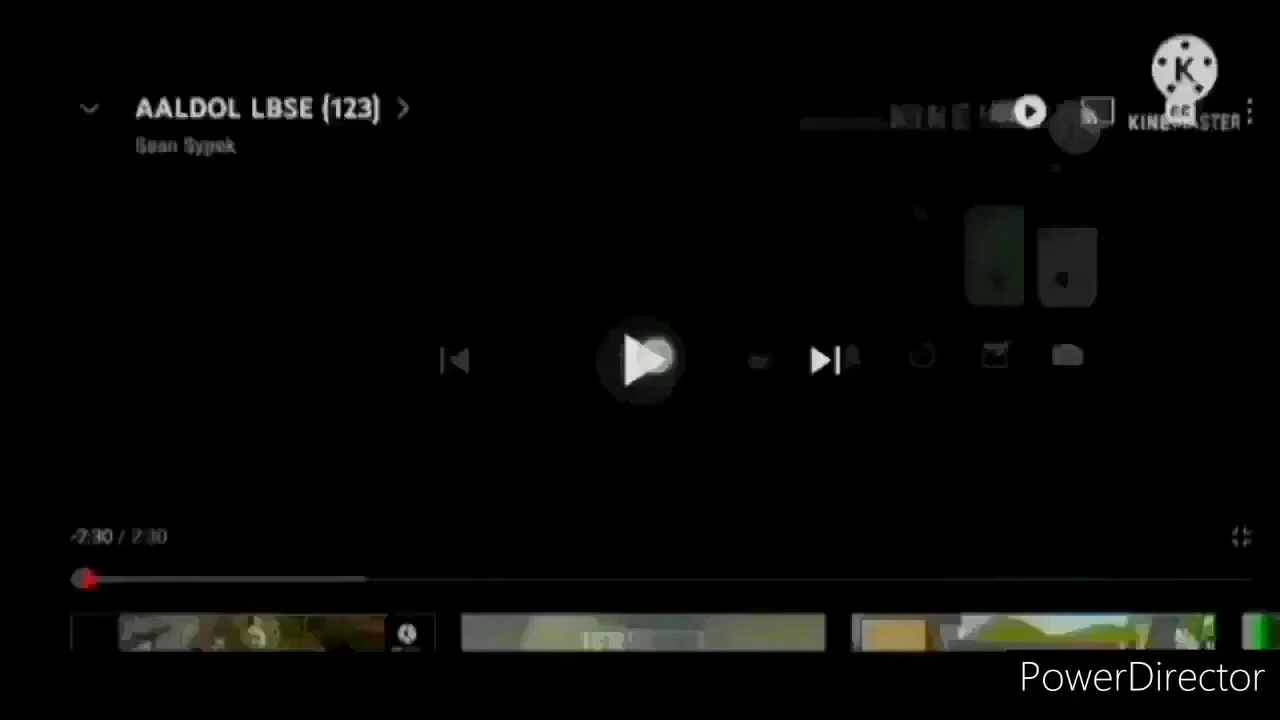 AALDOL LBSE (123)
Sean Sypek
KINEMASTER
-2:30 / 2:30
PowerDirector